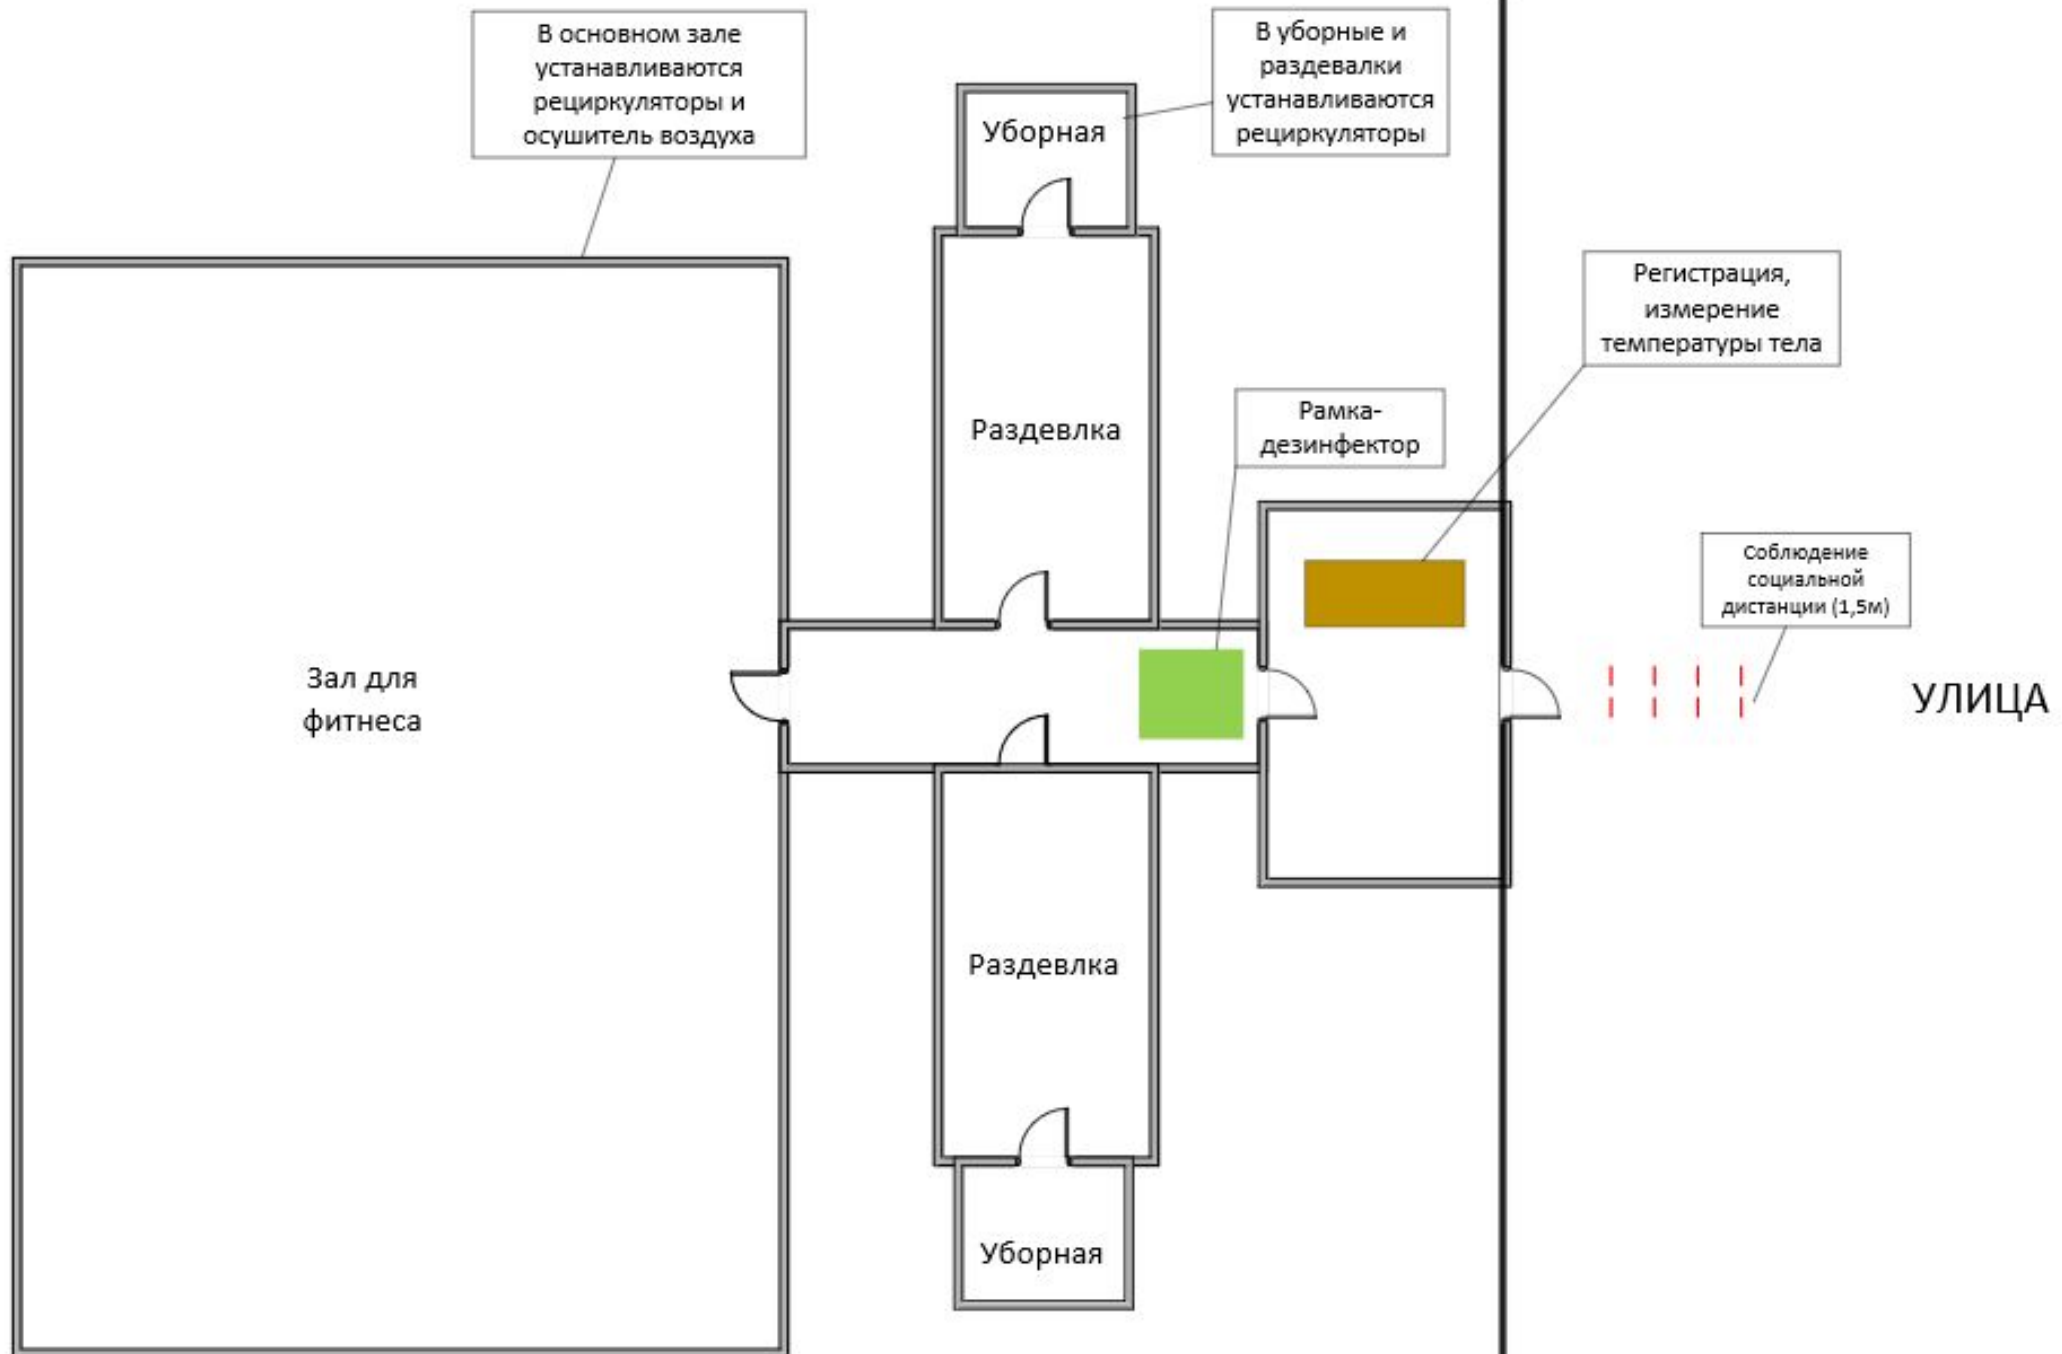 В основном зале
устанавливаются
рециркуляторы и
осушитель воздуха
В уборные и
раздевалки
устанавливаются
рециркуляторы
Уборная
Регистрация,
измерение
температуры тела
Раздевлка
Рамка-
дезинфектор
Соблюдение
социальной
дистанции (1,5м)
Зал для
фитнеса
УЛИЦА
Раздевлка
Уборная